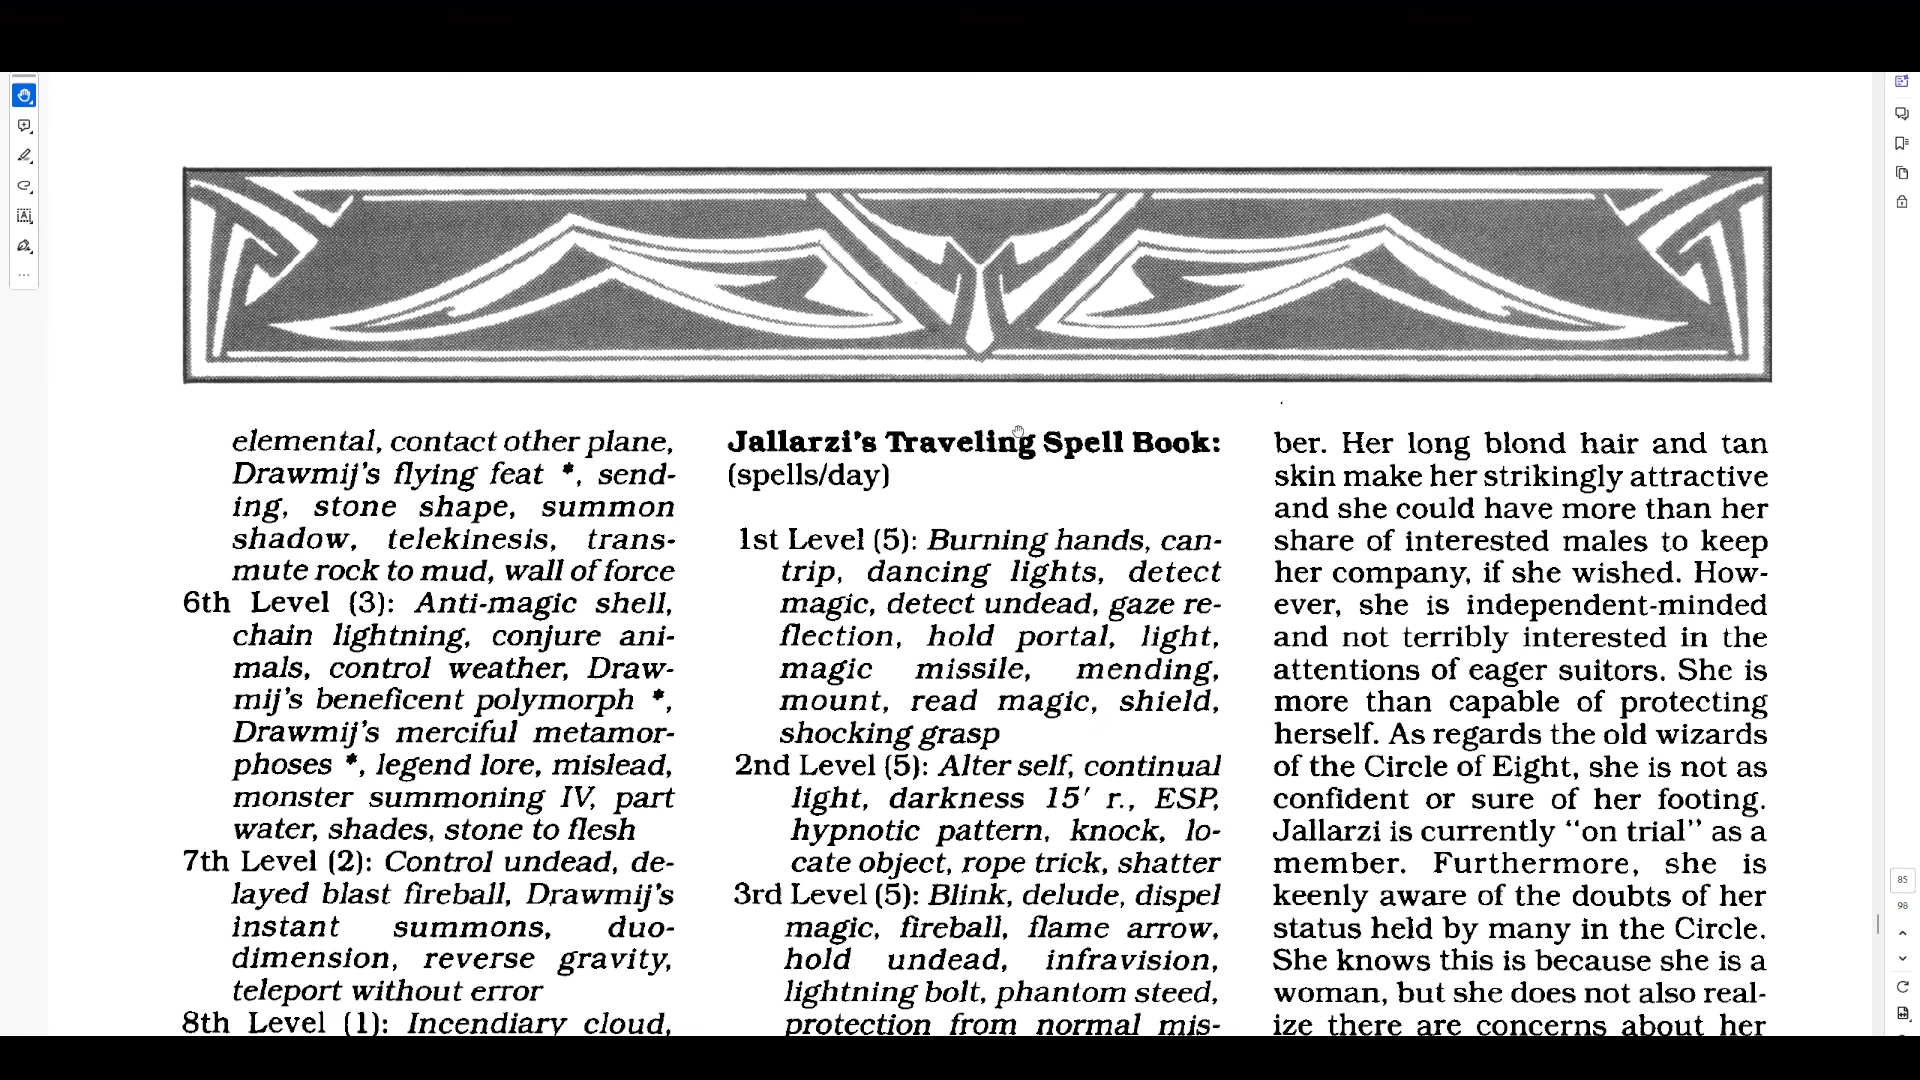 elemental, contact other plane,
Drawmij's flying feat *, send-
ing, stone shape, summon
shadow, telekinesis, trans-
mute rock to mud, wall of force
6th Level (3): Anti-magic shell,
chain lightning, conjure ani-
mals, control weather, Draw-
mij's beneficent polymorph *,
Drawmij's merciful metamor-
phoses *, legend lore, mislead,
monster summoning IV, part
water, shades, stone to flesh
7th Level (2): Control undead, de-
layed blast fireball, Drawmij's
instant summons, duo-
dimension, reverse gravity,
teleport without error
8th Level (1): Incendiary cloud,
Jallarzi's Traveling Spell Book:
(spells/day)
1st Level (5): Burning hands, can-
trip, dancing lights, detect
magic, detect undead, gaze re-
flection, hold portal, light,
magic missile, mending,
mount, read magic, shield,
shocking grasp
2nd Level (5): Alter self, continual
light, darkness 15' r., ESP,
hypnotic pattern, knock, lo-
cate object, rope trick, shatter
3rd Level (5): Blink, delude, dispel
magic, fireball, flame arrow,
hold undead, infravision,
lightning bolt, phantom steed,
protection from normal mis-
ber. Her long blond hair and tan
skin make her strikingly attractive
and she could have more than her
share of interested males to keep
her company, if she wished. How-
ever, she is independent-minded
and not terribly interested in the
attentions of eager suitors. She is
more than capable of protecting
herself. As regards the old wizards
of the Circle of Eight, she is not as
confident or sure of her footing.
Jallarzi is currently “on trial” as a
member. Furthermore, she is
keenly aware of the doubts of her
status held by many in the Circle.
She knows this is because she is a
woman, but she does not also real-
ize there are concerns about her
85
98